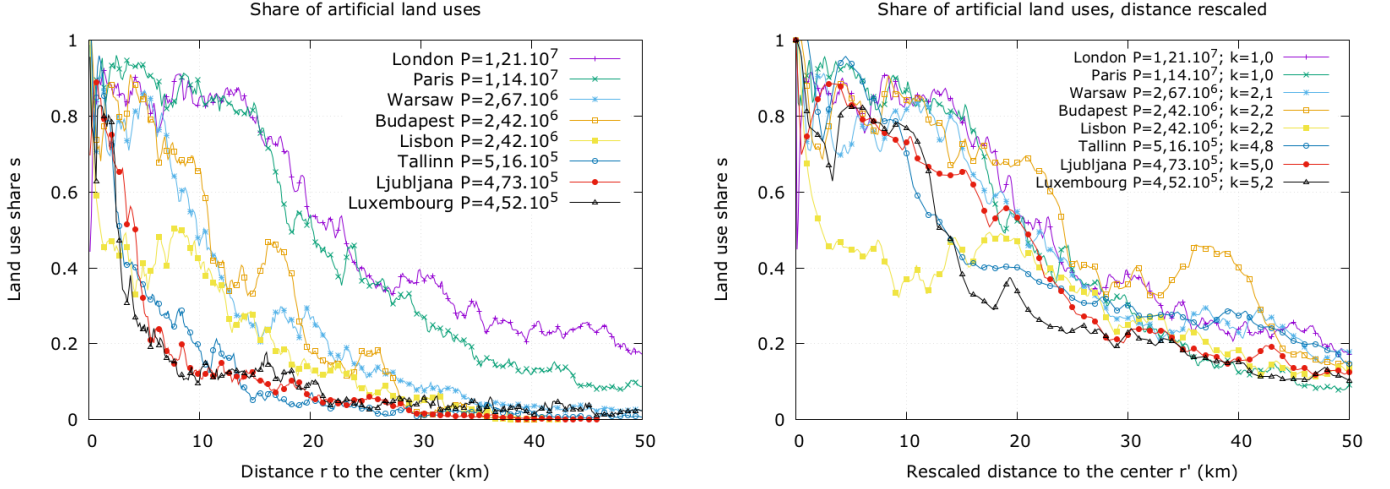 Share of artificial land uses
1
0.8
0.6
0.4
0.2
0
0 10 20 30 40 50
Land use share s
Distance r to the center (km)
London P=1,21.10⁷
Paris P=1,14.10⁷
Warsaw P=2,67.10⁶
Budapest P=2,42.10⁶
Lisbon P=2,42.10⁶
Tallinn P=5,16.10⁵
Ljubljana P=4,73.10⁵
Luxembourg P=4,52.10⁵
Share of artificial land uses, distance rescaled
1
0.8
0.6
0.4
0.2
0
0 10 20 30 40 50
Land use share s
Rescaled distance to the center r' (km)
London P=1,21.10⁷; k=1,0
Paris P=1,14.10⁷; k=1,0
Warsaw P=2,67.10⁶; k=2,1
Budapest P=2,42.10⁶; k=2,2
Lisbon P=2,42.10⁶; k=2,2
Tallinn P=5,16.10⁵; k=4,8
Ljubljana P=4,73.10⁵; k=5,0
Luxembourg P=4,52.10⁵; k=5,2